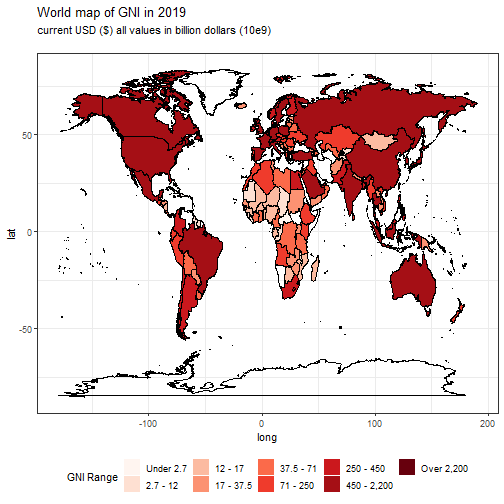 World map of GNI in 2019
current USD ($) all values in billion dollars (10e9)
lat
50
0
-50
-100
0
100
200
long
GNI Range
Under 2.7
12 - 17
37.5 - 71
250 - 450
Over 2,200
2.7 - 12
17 - 37.5
71 - 250
450 - 2,200